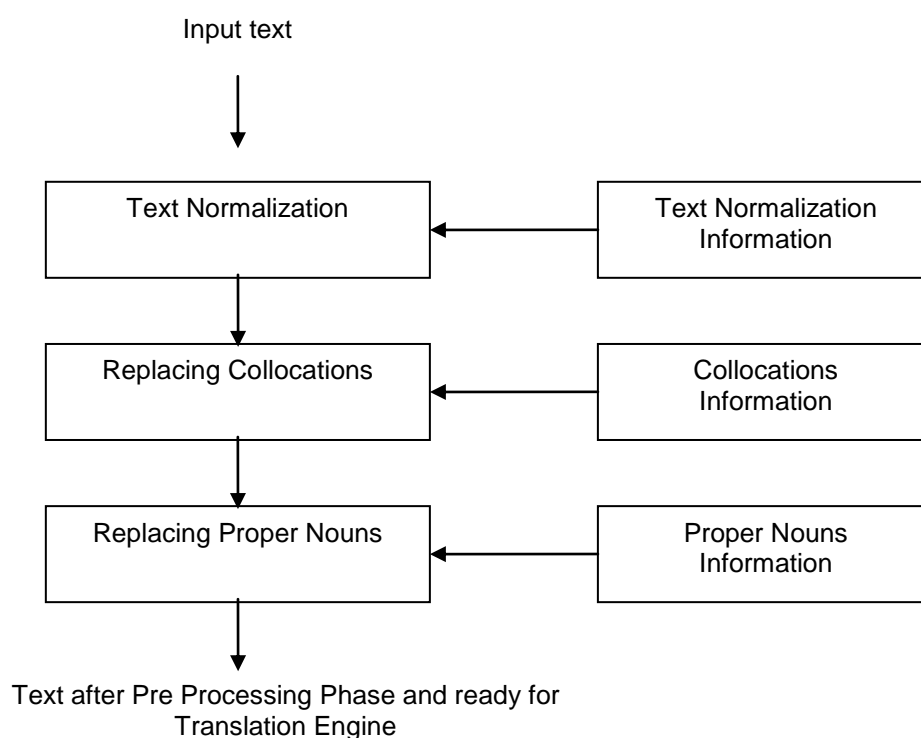 Input text
Text Normalization
Text Normalization
Information
Replacing Collocations
Collocations
Information
Replacing Proper Nouns
Proper Nouns
Information
Text after Pre Processing Phase and ready for
Translation Engine